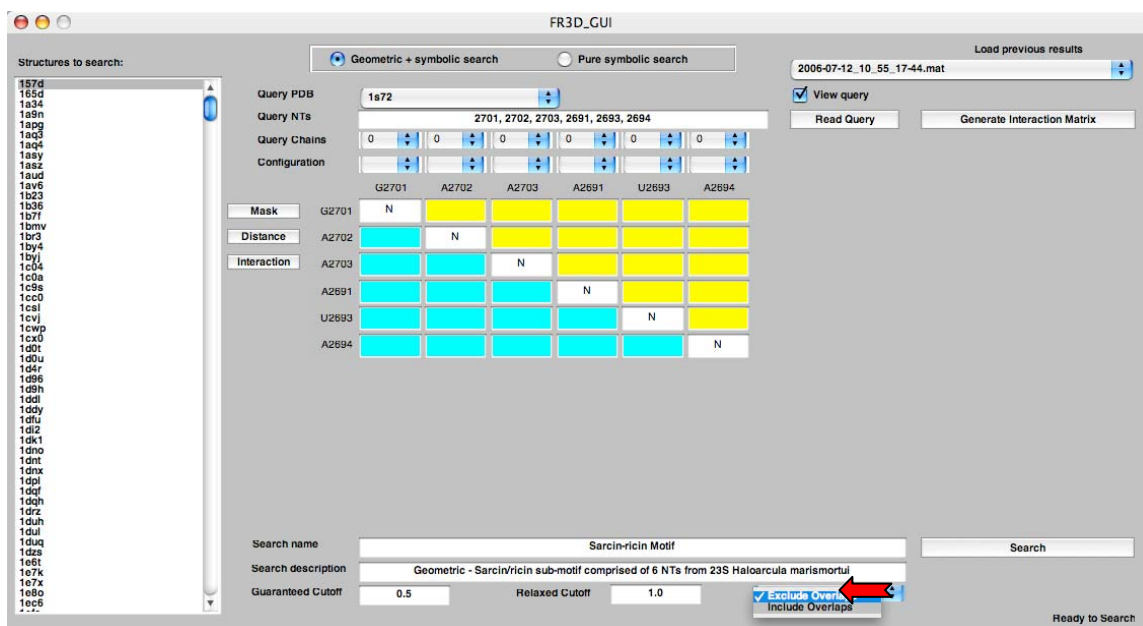 FR3D_GUI
Structures to search:
157d
165d
1a34
1a9n
1apg
1aq3
1aq4
1asy
1asz
1aud
1av6
1b23
1b36
1b7f
1bmv
1br3
1by4
1byj
1c04
1c0a
1c9s
1cc0
1csl
1cvj
1cwp
1cx0
1d0t
1d0u
1d4r
1d96
1d9h
1ddl
1ddy
1dfu
1di2
1dk1
1dno
1dnt
1dnx
1dpl
1dqf
1dqh
1drz
1duh
1dul
1duq
1dzs
1e6t
1e7k
1e7x
1e8o
1ec6
Geometric + symbolic search Pure symbolic search
Query PDB 1s72
Query NTs 2701, 2702, 2703, 2691, 2693, 2694
Query Chains 0 0 0 0 0 0
Configuration
G2701 A2702 A2703 A2691 U2693 A2694
Mask G2701 N
Distance A2702 N
Interaction A2703 N
A2691 N
U2693 N
A2694 N
Load previous results
2006-07-12_10_55_17-44.mat
View query
Read Query Generate Interaction Matrix
Search name Sarcin-ricin Motif Search
Search description Geometric - Sarcin/ricin sub-motif comprised of 6 NTs from 23S Haloarcula marismortui
Guaranteed Cutoff 0.5 Relaxed Cutoff 1.0 Exclude
Include Overlaps
Ready to Search